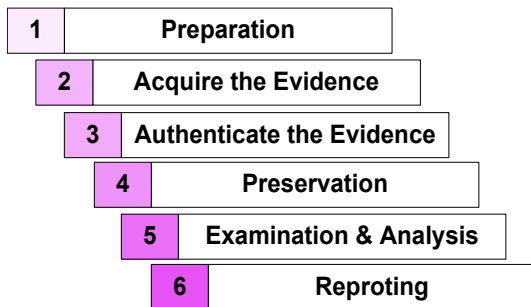 1 Preparation
2 Acquire the Evidence
3 Authenticate the Evidence
4 Preservation
5 Examination & Analysis
6 Reproting